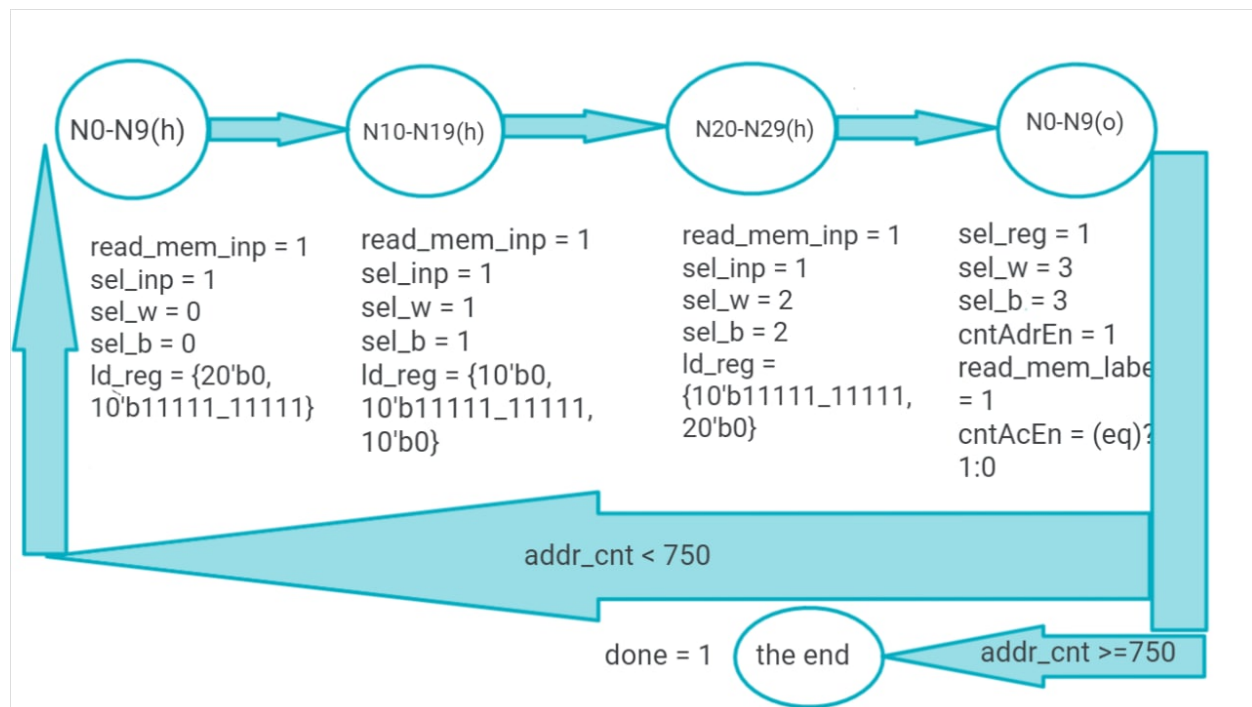 N0-N9(h)
N10-N19(h)
N20-N29(h)
N0-N9(o)
read_mem_inp = 1
sel_inp = 1
sel_w = 0
sel_b = 0
ld_reg = {20'b0,
10'b11111_11111}
read_mem_inp = 1
sel_inp = 1
sel_w = 1
sel_b = 1
ld_reg = {10'b0,
10'b11111_11111,
10'b0}
read_mem_inp = 1
sel_inp = 1
sel_w = 2
sel_b = 2
ld_reg =
{10'b11111_11111,
20'b0}
sel_reg = 1
sel_w = 3
sel_b = 3
cntAdrEn = 1
read_mem_labe
= 1
cntAcEn = (eq)?
1:0
addr_cnt < 750
done = 1
the end
addr_cnt >=750